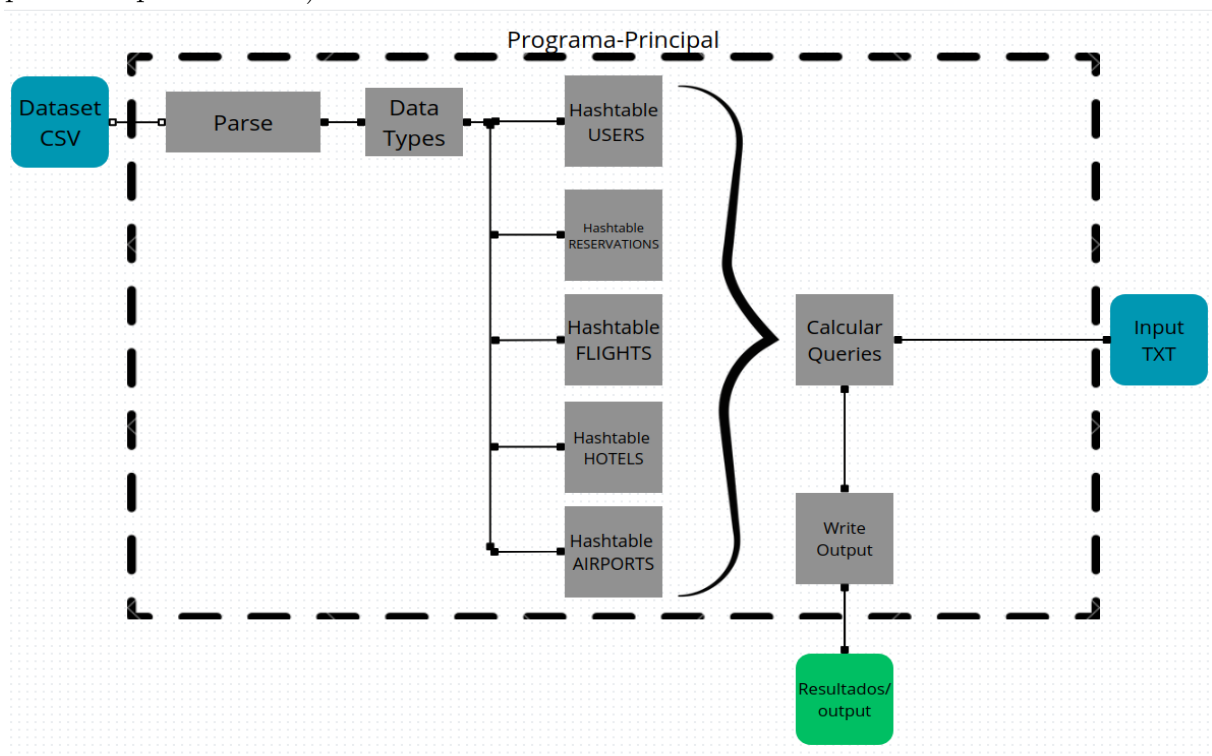 Programa-Principal
Dataset
CSV
Parse
Data
Types
Hashtable
USERS
Hashtable
RESERVATIONS
Hashtable
FLIGHTS
Hashtable
HOTELS
Hashtable
AIRPORTS
Calcular
Queries
Input
TXT
Write
Output
Resultados/
output